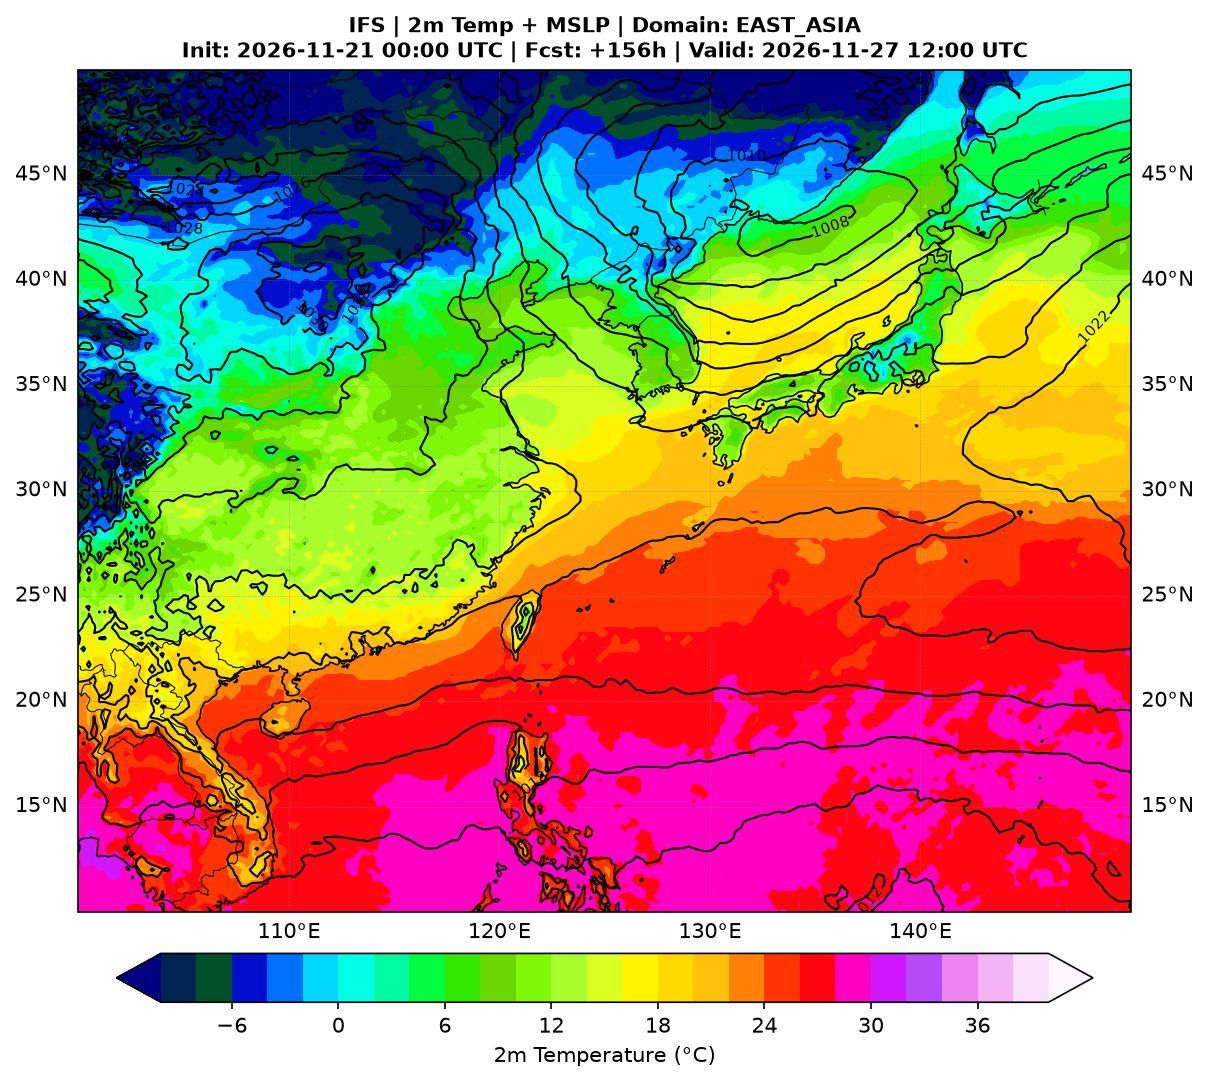 IFS | 2m Temp + MSLP | Domain: EAST_ASIA
Init: 2026-11-21 00:00 UTC | Fcst: +156h | Valid: 2026-11-27 12:00 UTC
1010
1028
1008
1022
45°N 45°N
40°N 40°N
35°N 35°N
30°N 30°N
25°N 25°N
20°N 20°N
15°N 15°N
110°E 120°E 130°E 140°E
−6 0 6 12 18 24 30 36
2m Temperature (°C)